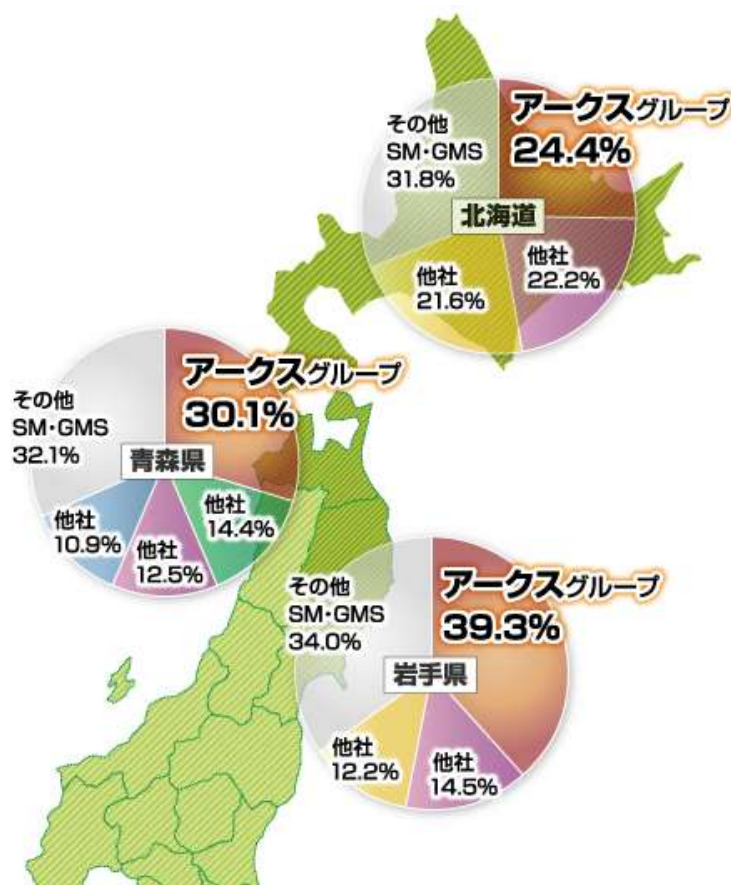 アークスグループ
24.4%
その他
SM・GMS
31.8%
北海道
他社
22.2%
他社
21.6%
アークスグループ
30.1%
その他
SM・GMS
32.1%
青森県
他社
14.4%
他社
10.9%
他社
12.5%
アークスグループ
39.3%
その他
SM・GMS
34.0%
岩手県
他社
12.2%
他社
14.5%